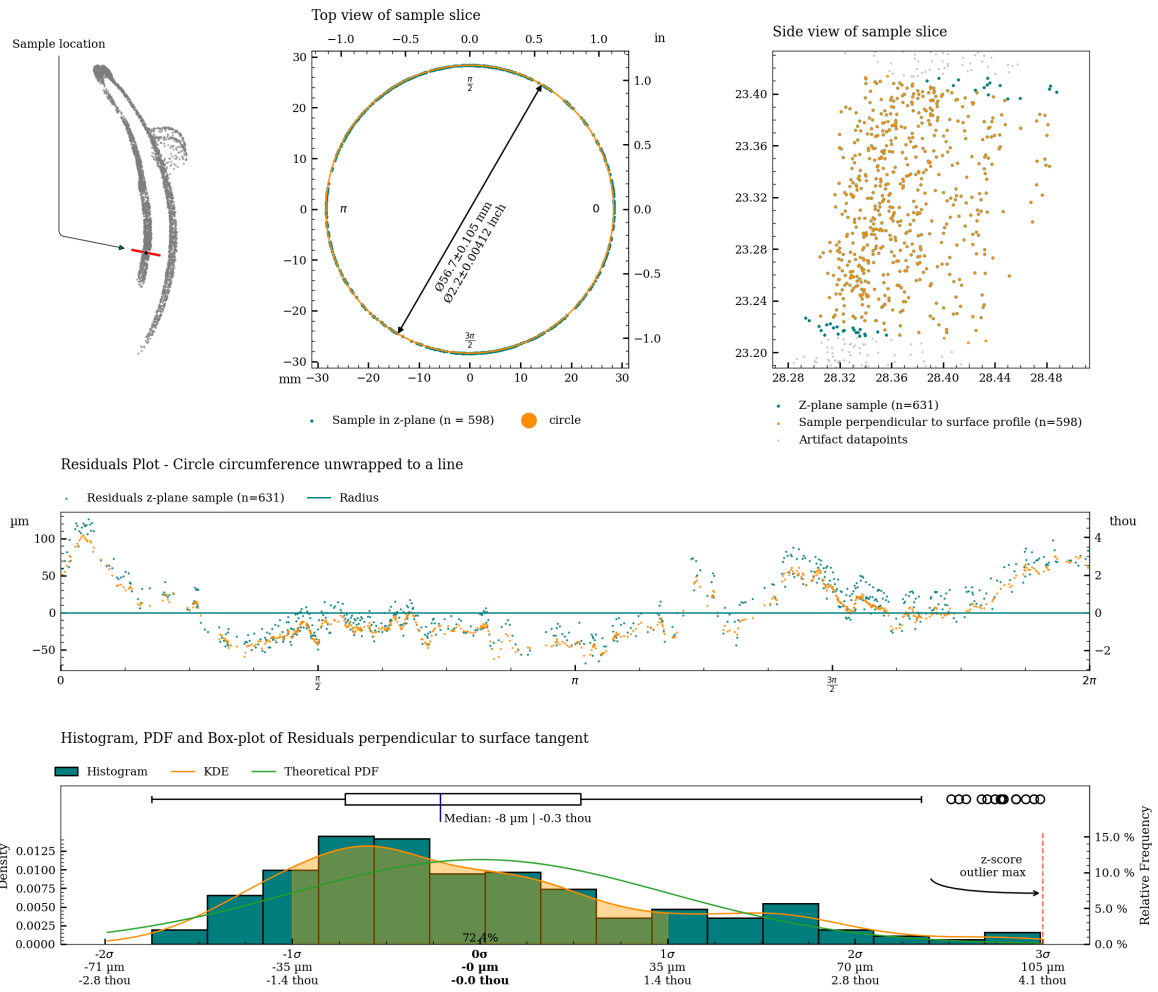 Top view of sample slice
Side view of sample slice
Sample location
−1.0 −0.5 0.0 0.5 1.0 in
30
20
10
0
−10
−20
−30
1.0
0.5
0.0
−0.5
−1.0
π/2
π
0
3π/2
Ø56.7±0.105 mm
Ø2.2±0.00412 inch
mm −30 −20 −10 0 10 20 30
Sample in z-plane (n = 598) circle
23.40
23.36
23.32
23.28
23.24
23.20
28.28 28.32 28.36 28.40 28.44 28.48
Z-plane sample (n=631)
Sample perpendicular to surface profile (n=598)
Artifact datapoints
Residuals Plot - Circle circumference unwrapped to a line
Residuals z-plane sample (n=631) Radius
µm
thou
100
50
0
−50
4
2
0
−2
0 π/2 π 3π/2 2π
Histogram, PDF and Box-plot of Residuals perpendicular to surface tangent
Histogram KDE Theoretical PDF
Median: -8 µm | -0.3 thou
Density
0.0125
0.0100
0.0075
0.0050
0.0025
0.0000
Relative Frequency
15.0 %
10.0 %
5.0 %
0.0 %
z-score
outlier max
72.4%
-2σ -1σ 0σ 1σ 2σ 3σ
-71 µm -35 µm -0 µm 35 µm 70 µm 105 µm
-2.8 thou -1.4 thou -0.0 thou 1.4 thou 2.8 thou 4.1 thou